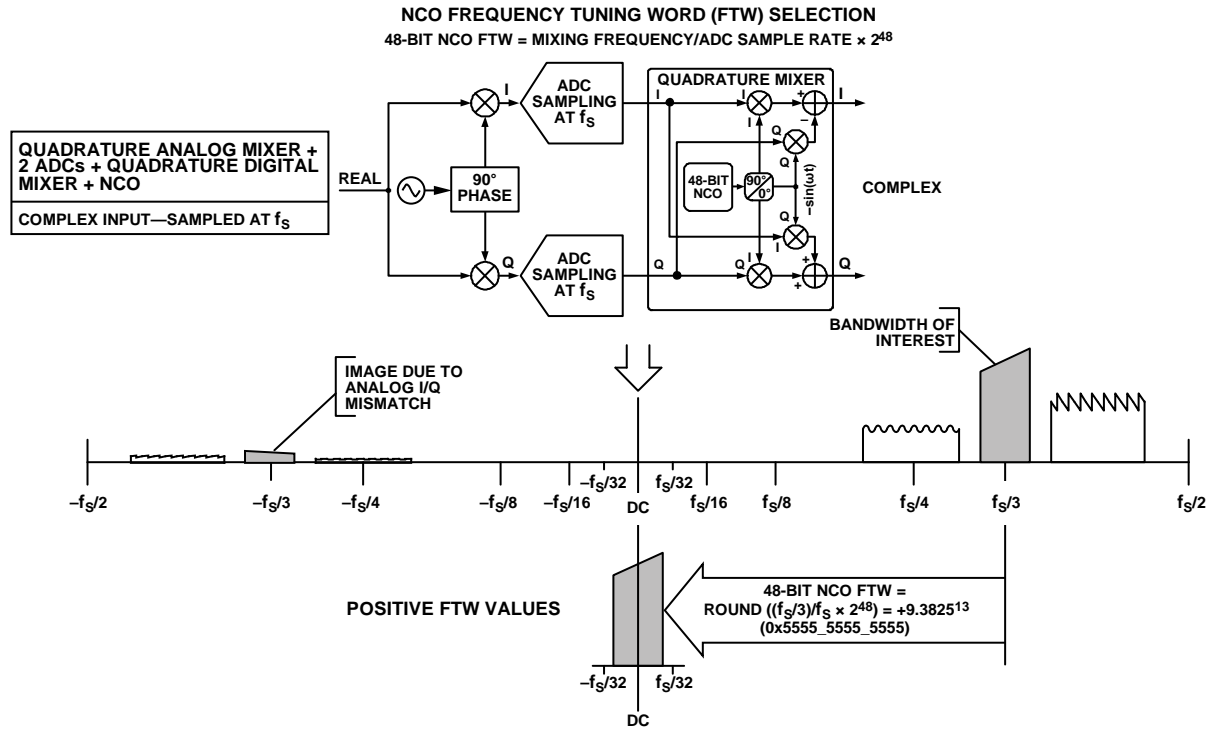 NCO FREQUENCY TUNING WORD (FTW) SELECTION
48-BIT NCO FTW = MIXING FREQUENCY/ADC SAMPLE RATE × 2⁴⁸
QUADRATURE ANALOG MIXER +
2 ADCs + QUADRATURE DIGITAL
MIXER + NCO
COMPLEX INPUT—SAMPLED AT fS
REAL
90°
PHASE
I
Q
ADC
SAMPLING
AT fS
ADC
SAMPLING
AT fS
QUADRATURE MIXER
I
I
+
I
I
–
Q
Q
48-BIT
NCO
90°
0°
–sin(ωt)
Q
I
+
Q
Q
I
+
Q
COMPLEX
BANDWIDTH OF
INTEREST
IMAGE DUE TO
ANALOG I/Q
MISMATCH
–fS/2
–fS/3
–fS/4
–fS/8
–fS/16
–fS/32
DC
fS/32
fS/16
fS/8
fS/4
fS/3
fS/2
POSITIVE FTW VALUES
48-BIT NCO FTW =
ROUND ((fS/3)/fS × 2⁴⁸) = +9.3825¹³
(0x5555_5555_5555)
–fS/32
fS/32
DC